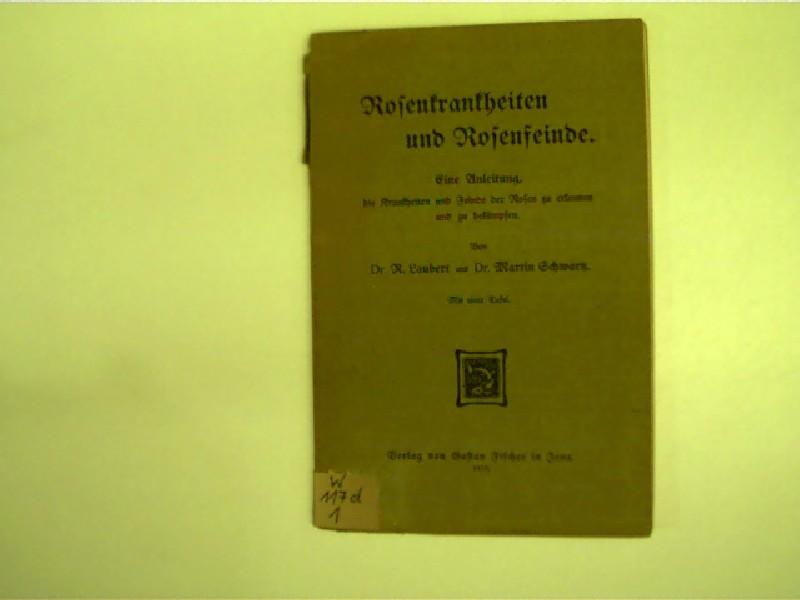 Rosenkrankheiten
und Rosenfeinde.
Eine Anleitung,
die Krankheiten und Feinde der Rosen zu erkennen
und zu bekämpfen.
Von
Dr. R. Laubert und Dr. Martin Schwartz.
Mit einer Tafel.
Verlag von Gustav Fischer in Jena
W
117 d
1